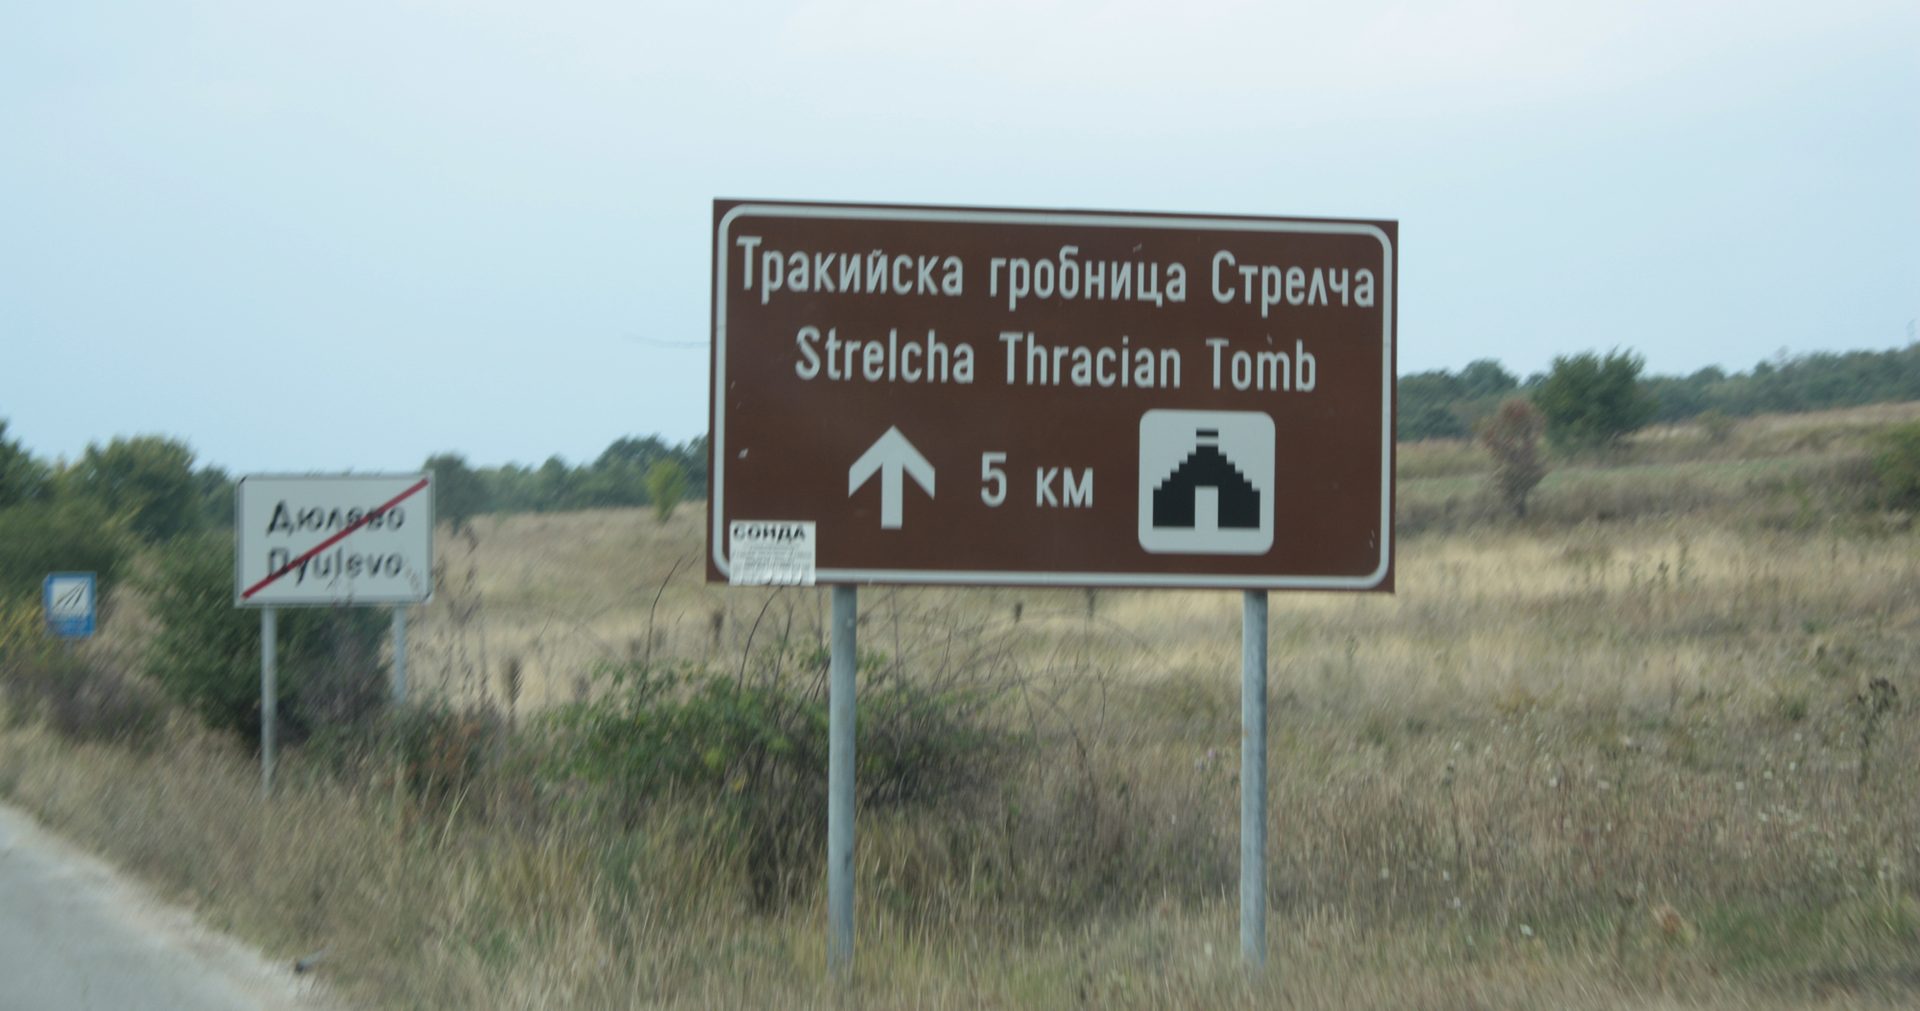 Тракийска гробница Стрелча
Strelcha Thracian Tomb
5 км
СОНДА
Дюлево
Dyulevo